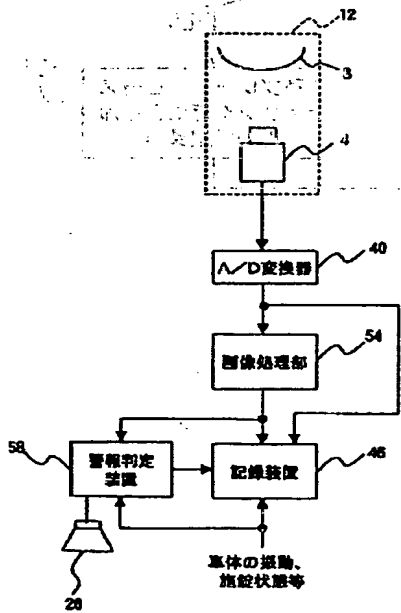 12
3
4
A/D変換器
40
画像処理部
54
58
警報判定
装置
記録装置
46
車体の振動、
施錠状態等
26